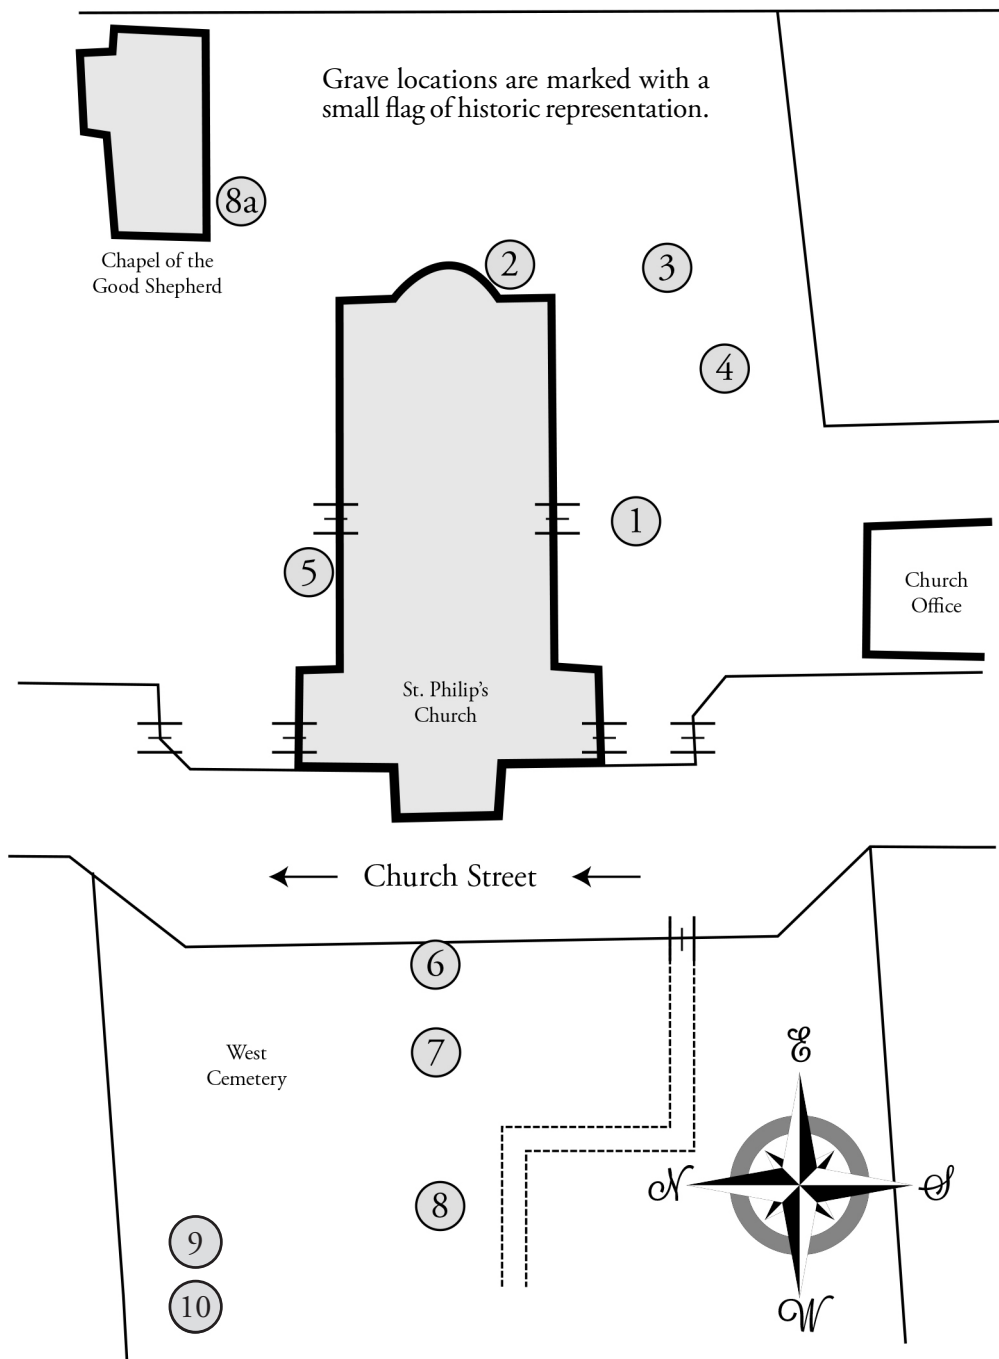 Grave locations are marked with a
small flag of historic representation.
8a
Chapel of the
Good Shepherd
2
3
4
1
5
Church
Office
St. Philip's
Church
Church Street
6
7
West
Cemetery
E
N
S
W
8
9
10